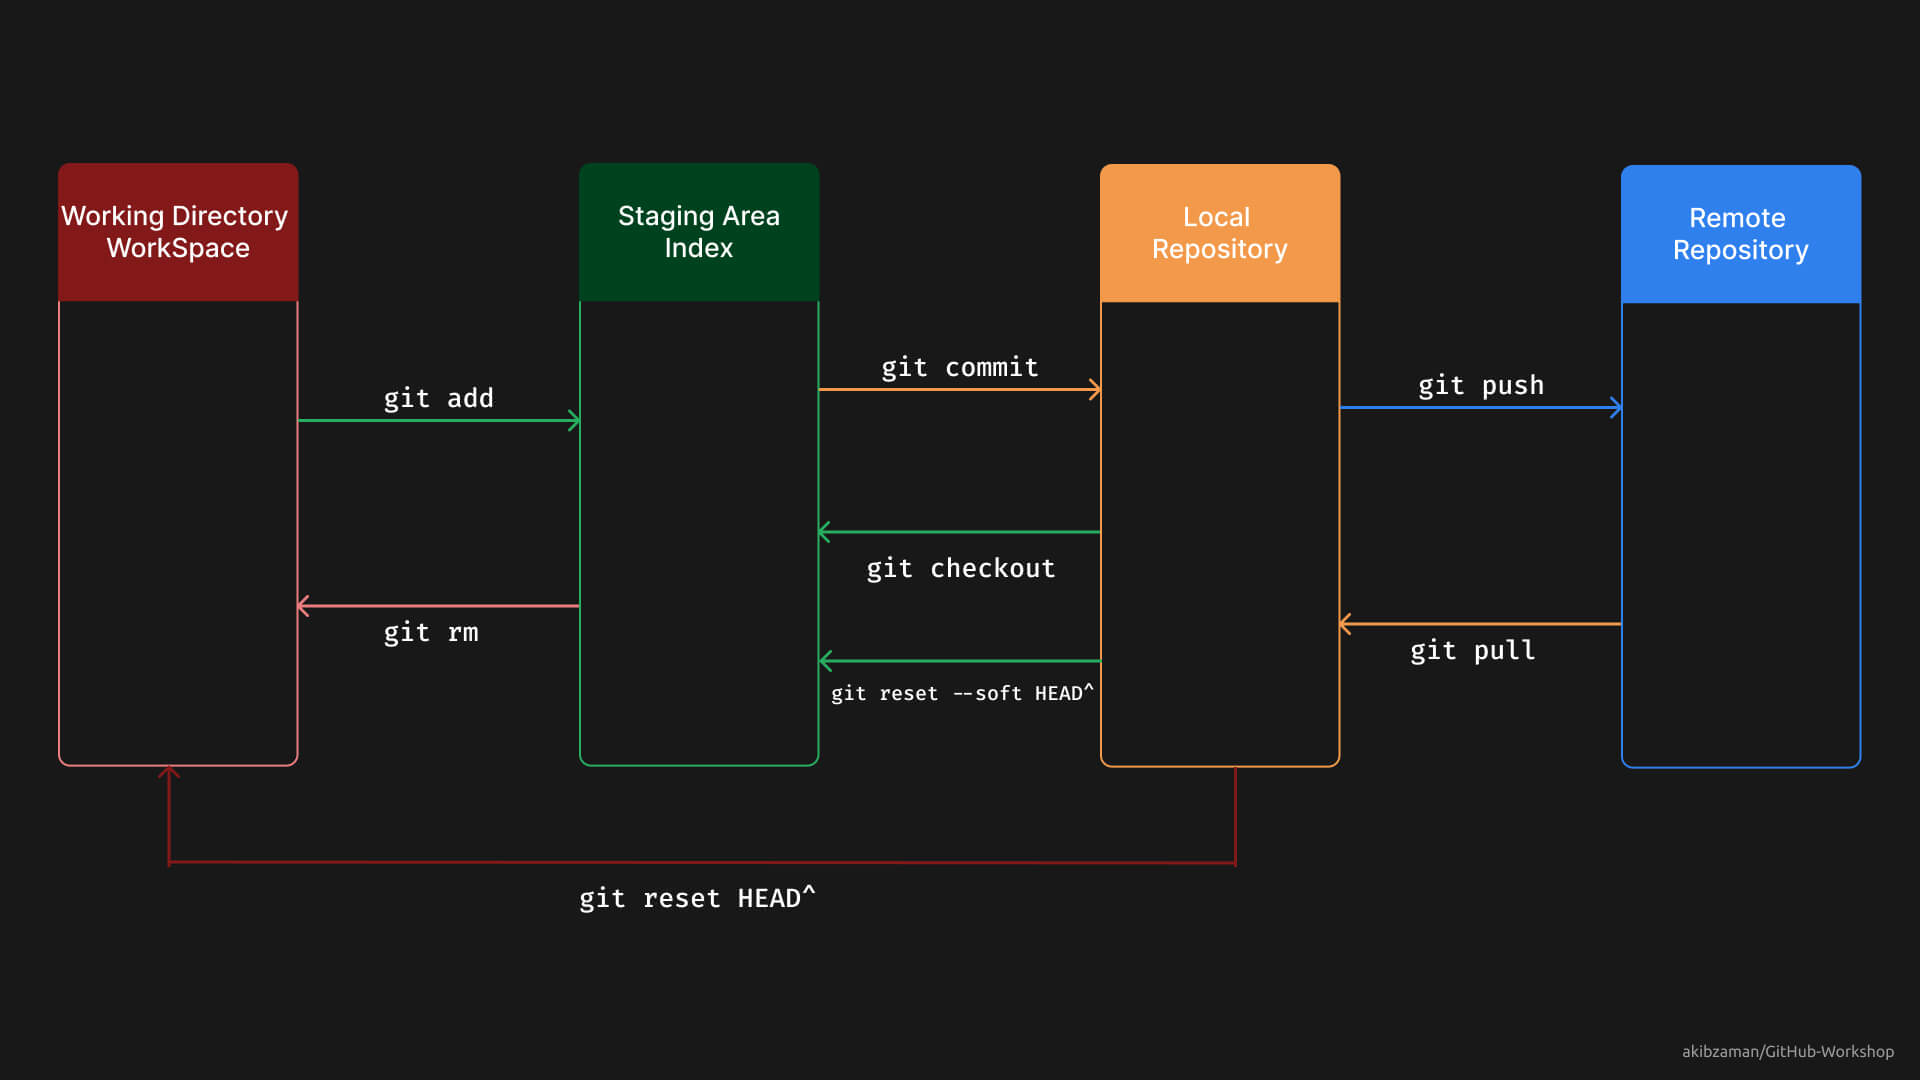 Working Directory
WorkSpace
Staging Area
Index
Local
Repository
Remote
Repository
git add
git commit
git push
git checkout
git rm
git pull
git reset --soft HEAD^
git reset HEAD^
akibzaman/GitHub-Workshop